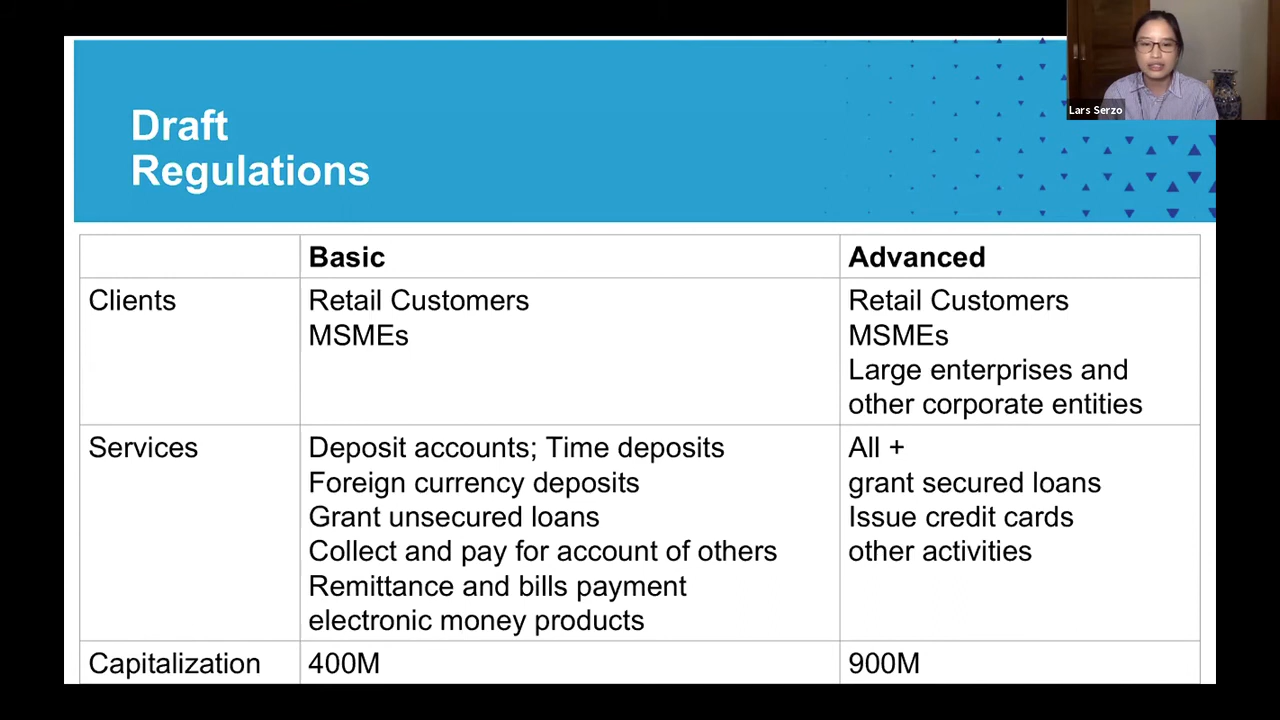 Lars Serzo
Draft
Regulations
Basic
Advanced
Clients
Retail Customers
MSMEs
Retail Customers
MSMEs
Large enterprises and
other corporate entities
Services
Deposit accounts; Time deposits
Foreign currency deposits
Grant unsecured loans
Collect and pay for account of others
Remittance and bills payment
electronic money products
All +
grant secured loans
Issue credit cards
other activities
Capitalization
400M
900M